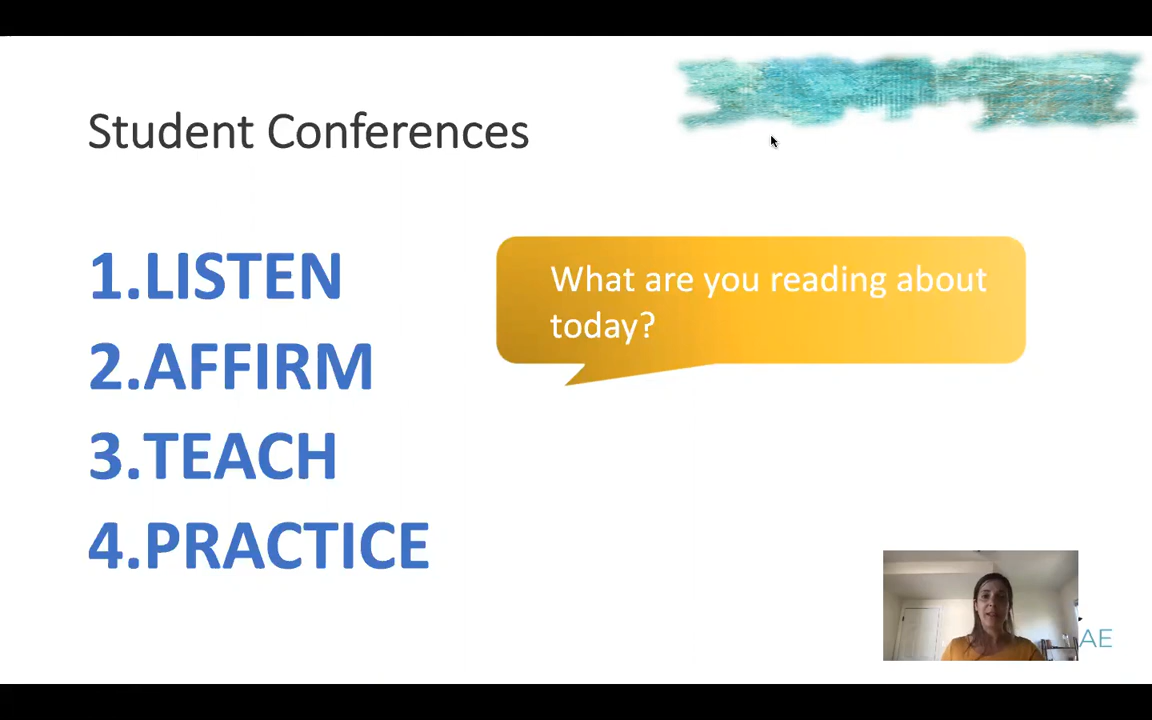 Student Conferences
1.LISTEN
2.AFFIRM
3.TEACH
4.PRACTICE
What are you reading about
today?
AE